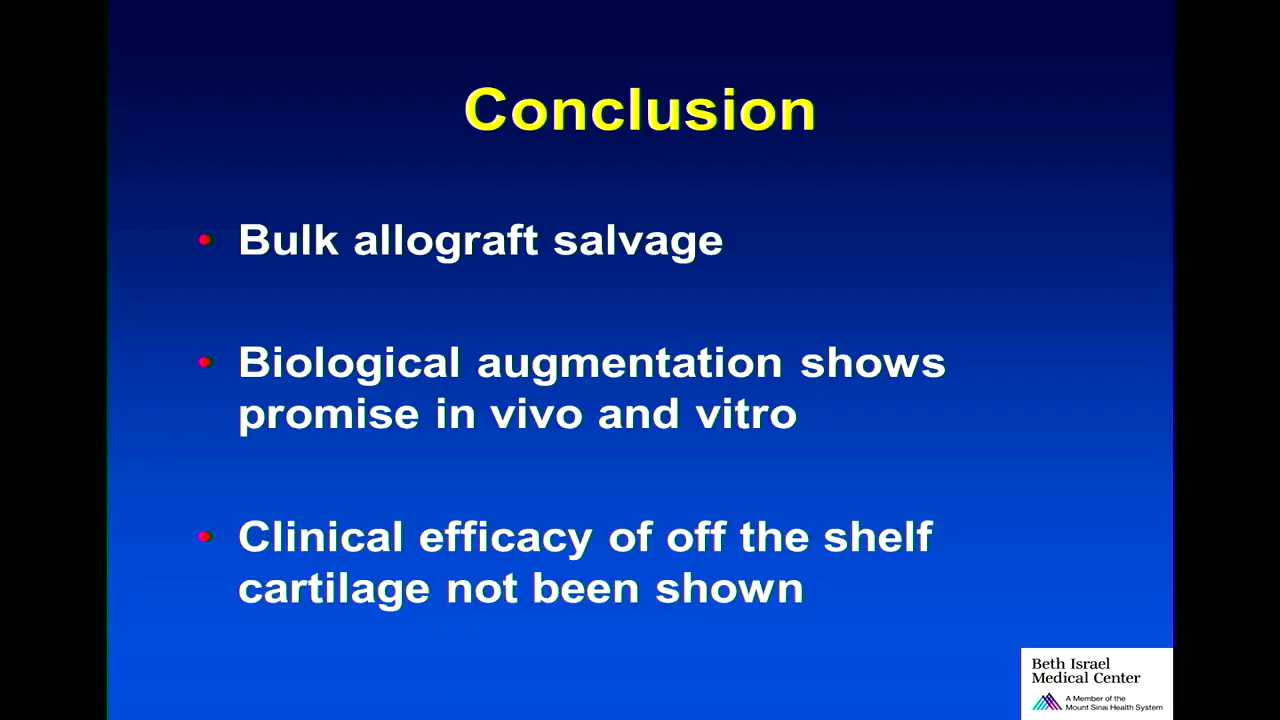 Conclusion
• Bulk allograft salvage
• Biological augmentation shows
promise in vivo and vitro
• Clinical efficacy of off the shelf
cartilage not been shown
Beth Israel
Medical Center
A Member of the
Mount Sinai Health System